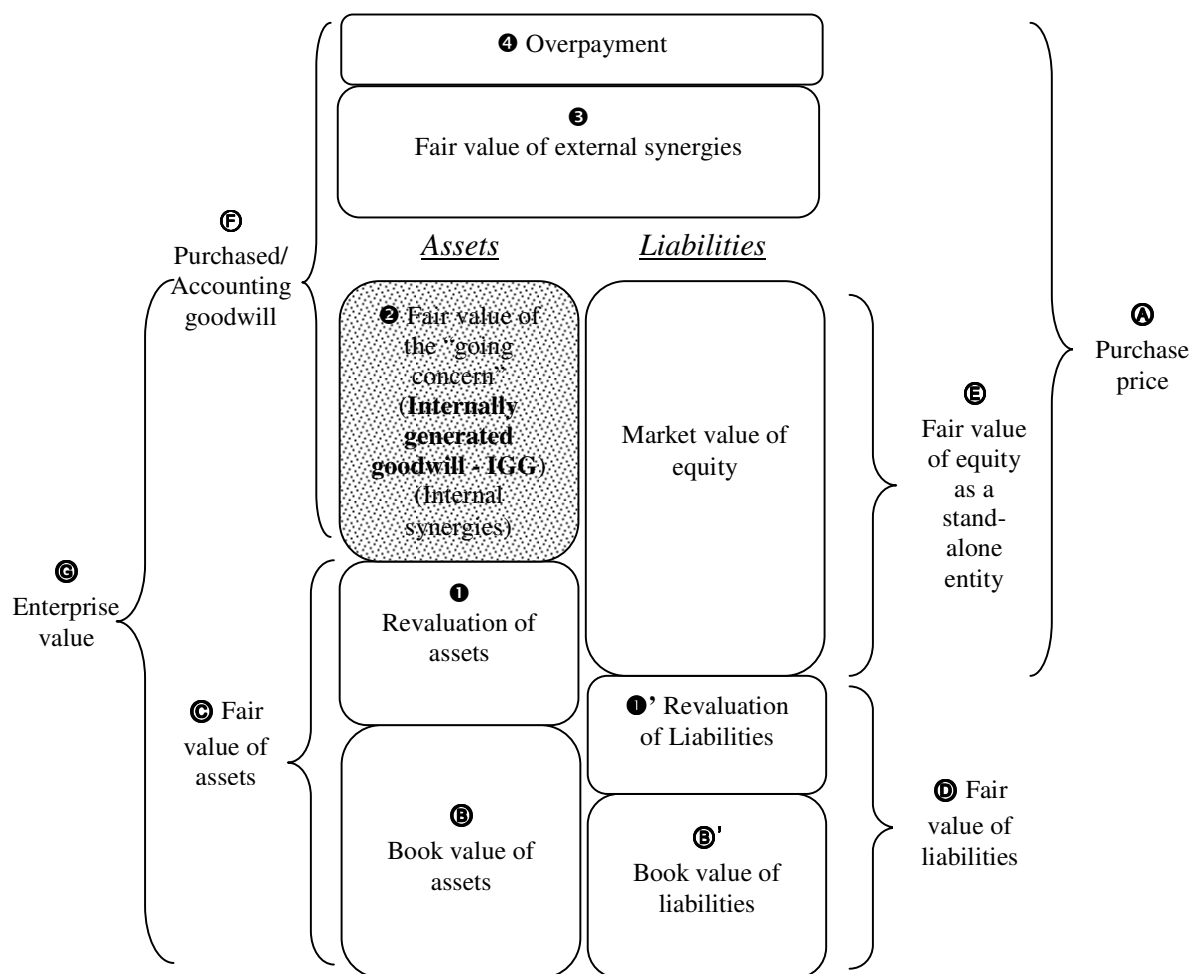 ❹ Overpayment
❸
Fair value of external synergies
Ⓕ
Purchased/
Accounting
goodwill
Assets
Liabilities
❷ Fair value of
the “going
concern”
(Internally
generated
goodwill - IGG)
(Internal
synergies)
Market value of
equity
Ⓐ
Purchase
price
Ⓔ
Fair value
of equity
as a
stand-
alone
entity
Ⓖ
Enterprise
value
❶
Revaluation of
assets
❶’ Revaluation
of Liabilities
Ⓒ Fair
value of
assets
Ⓑ
Book value of
assets
Ⓑ'
Book value of
liabilities
Ⓓ Fair
value of
liabilities